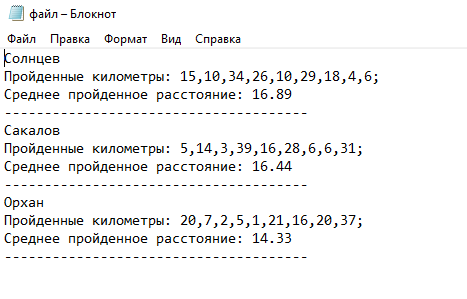 файл – Блокнот
Файл Правка Формат Вид Справка
Солнцев
Пройденные километры: 15,10,34,26,10,29,18,4,6;
Среднее пройденное расстояние: 16.89
--------------------------------------
Сакалов
Пройденные километры: 5,14,3,39,16,28,6,6,31;
Среднее пройденное расстояние: 16.44
--------------------------------------
Орхан
Пройденные километры: 20,7,2,5,1,21,16,20,37;
Среднее пройденное расстояние: 14.33
--------------------------------------